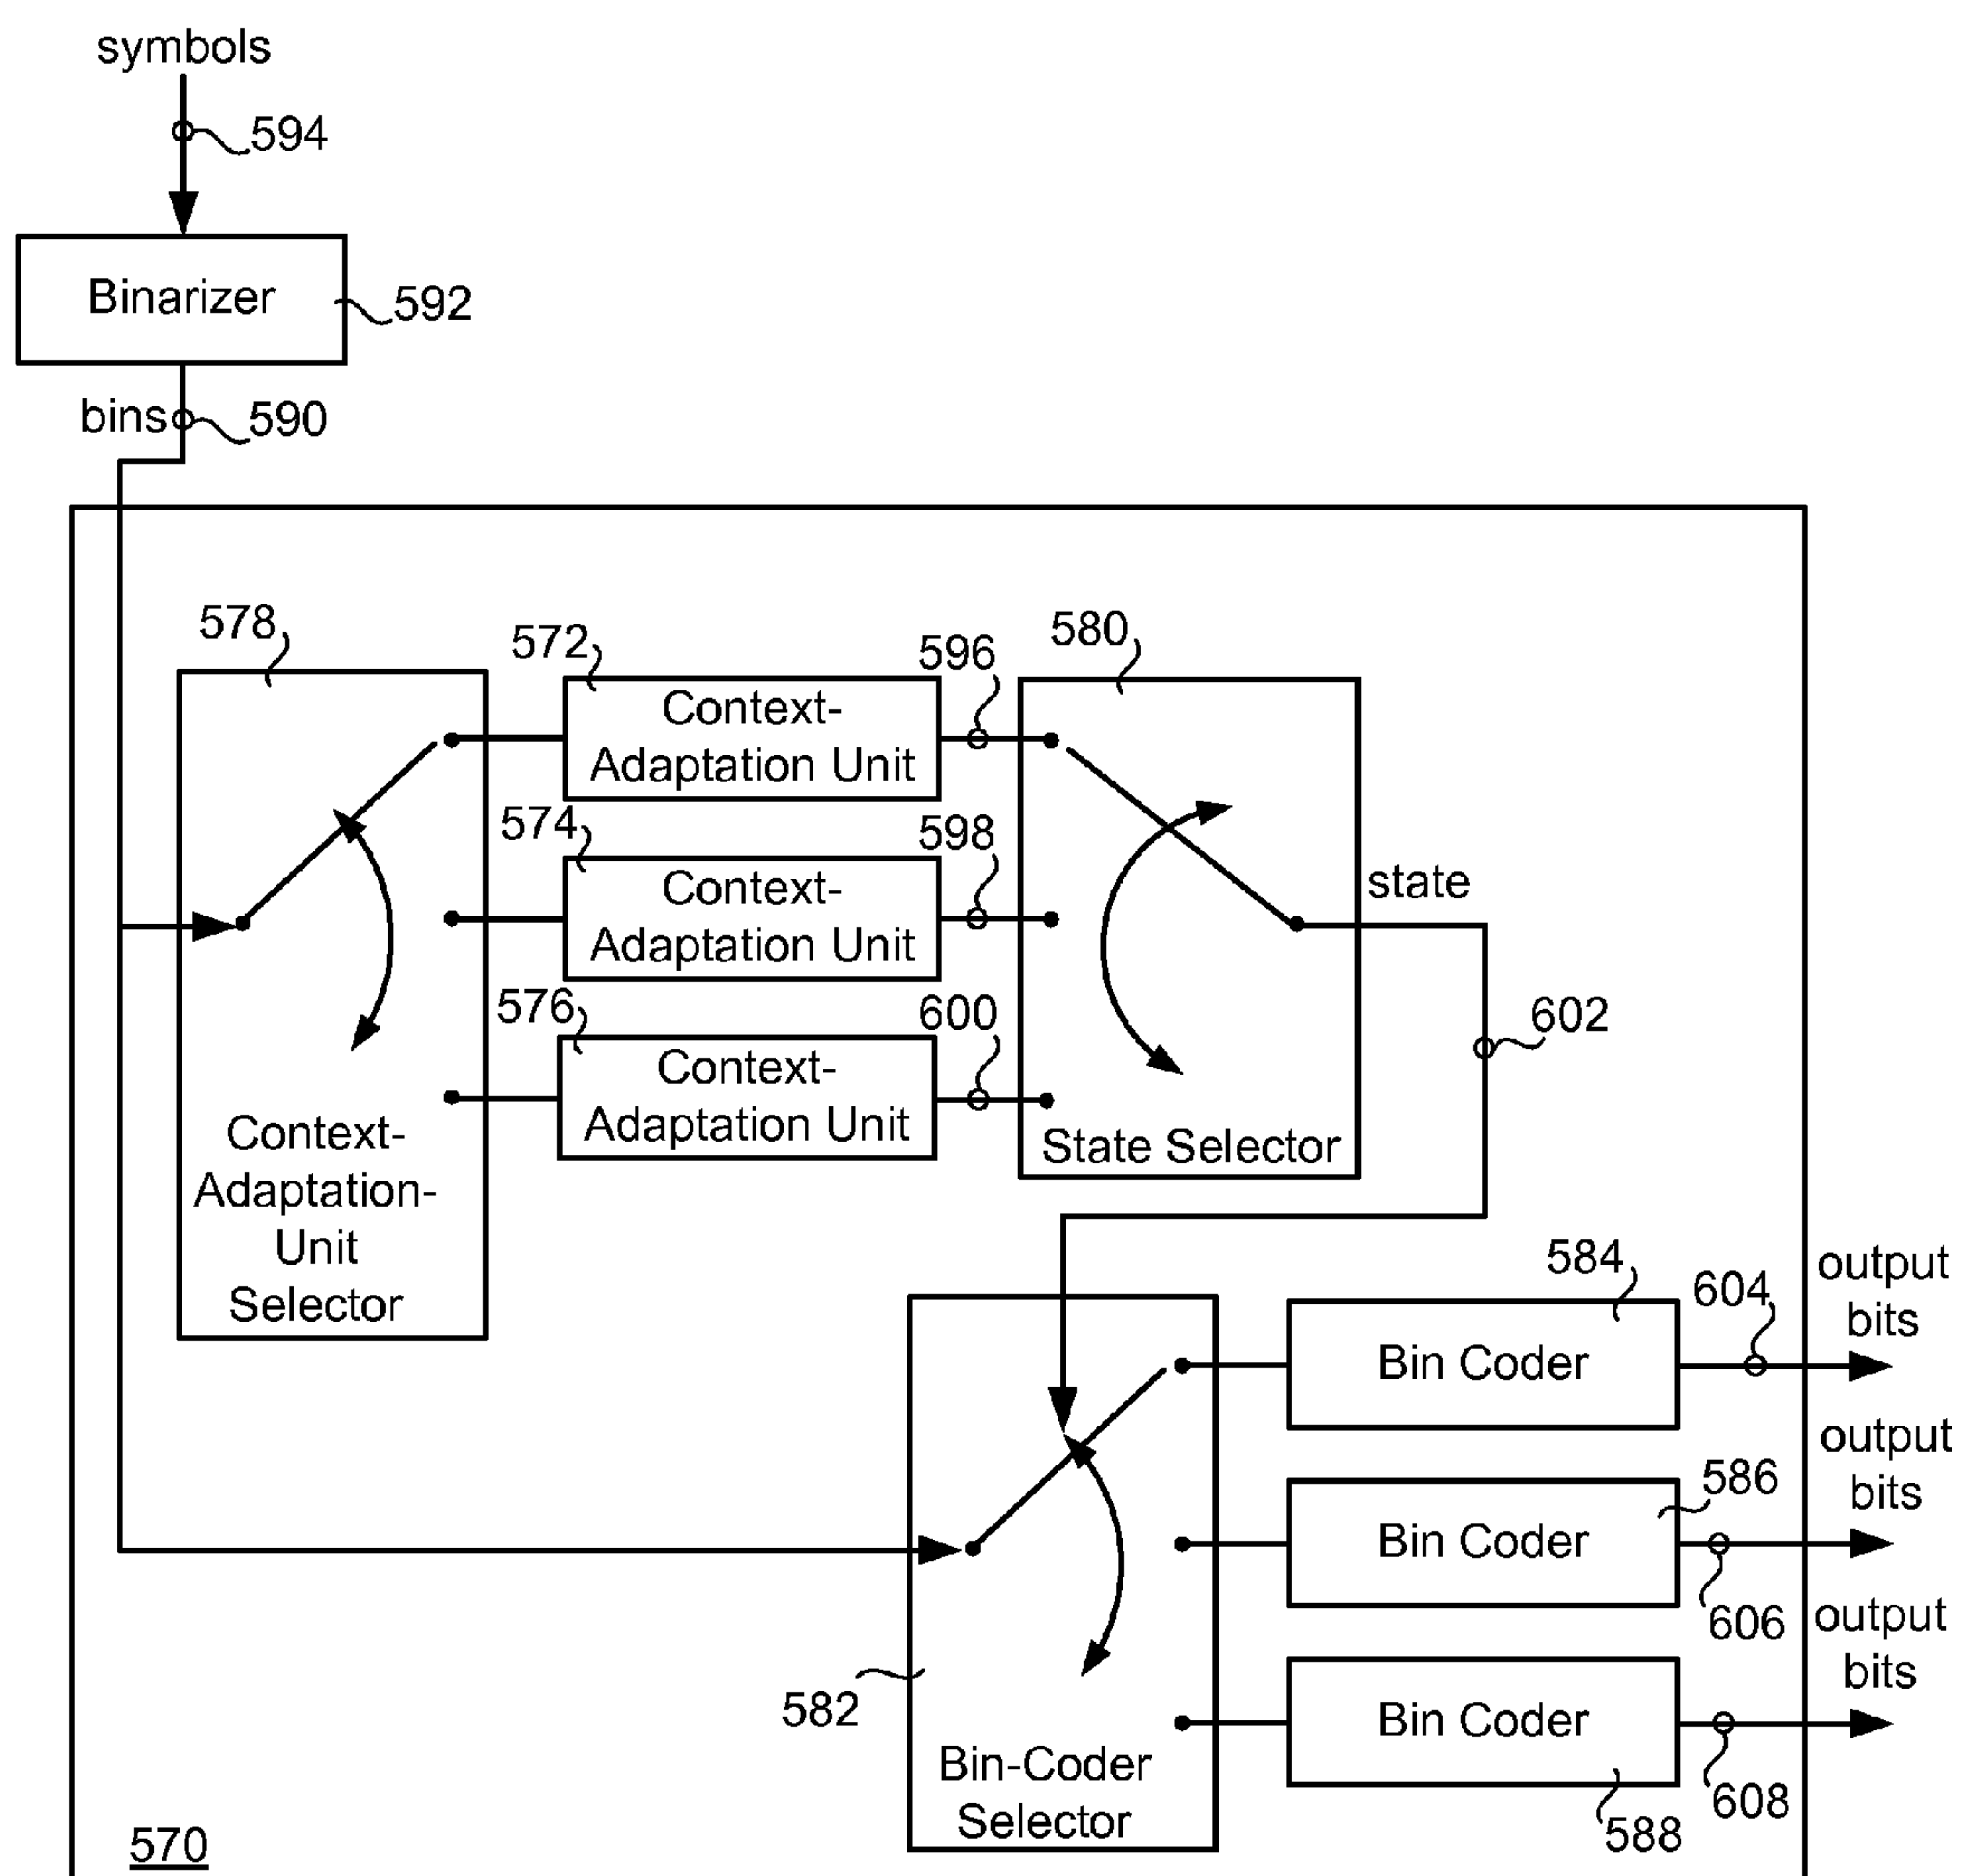 symbols
594
Binarizer
592
bins
590
578
572
596
580
Context-
Adaptation Unit
574
598
Context-
Adaptation Unit
state
576
600
602
Context-
Adaptation Unit
Context-
Adaptation-
Unit
Selector
State Selector
584
604
output
bits
Bin Coder
586
output
bits
Bin Coder
606
output
bits
582
Bin Coder
608
588
Bin-Coder
Selector
570